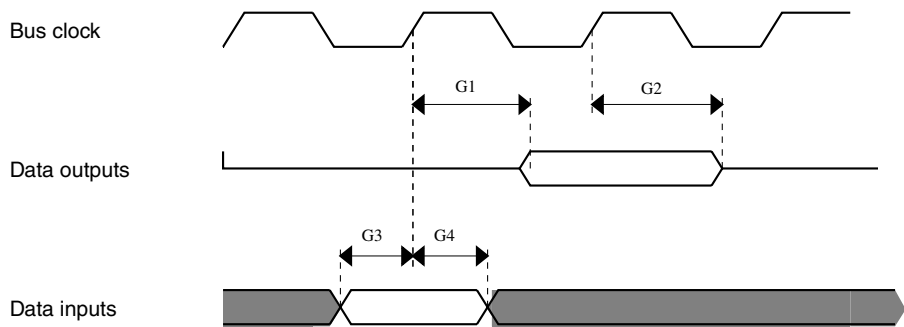 Bus clock
G1
G2
Data outputs
G3
G4
Data inputs